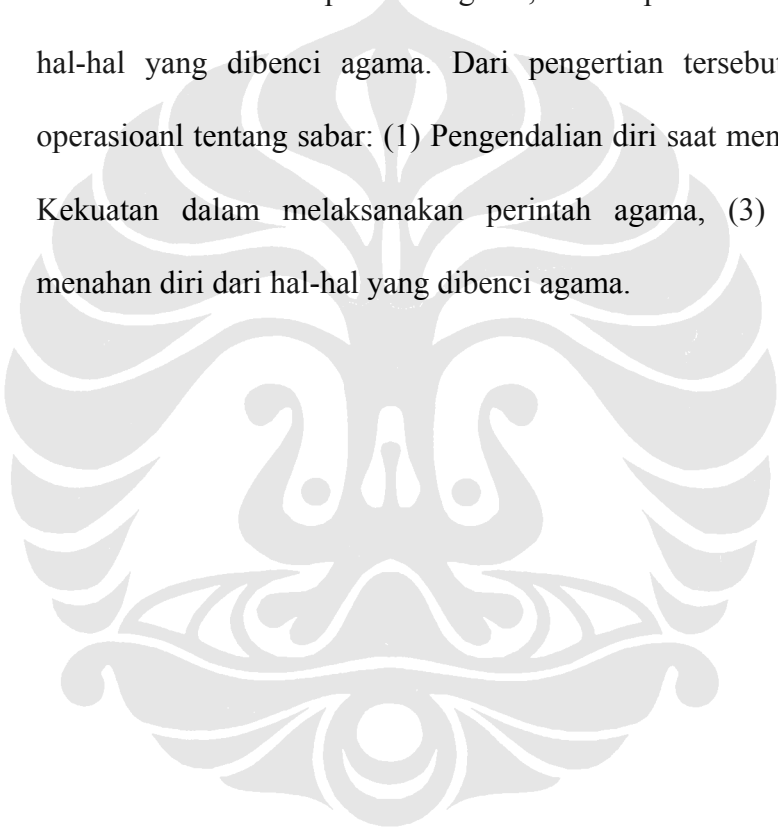 hal-hal yang dibenci agama. Dari pengertian tersebut
operasioanl tentang sabar: (1) Pengendalian diri saat men
Kekuatan dalam melaksanakan perintah agama, (3)
menahan diri dari hal-hal yang dibenci agama.